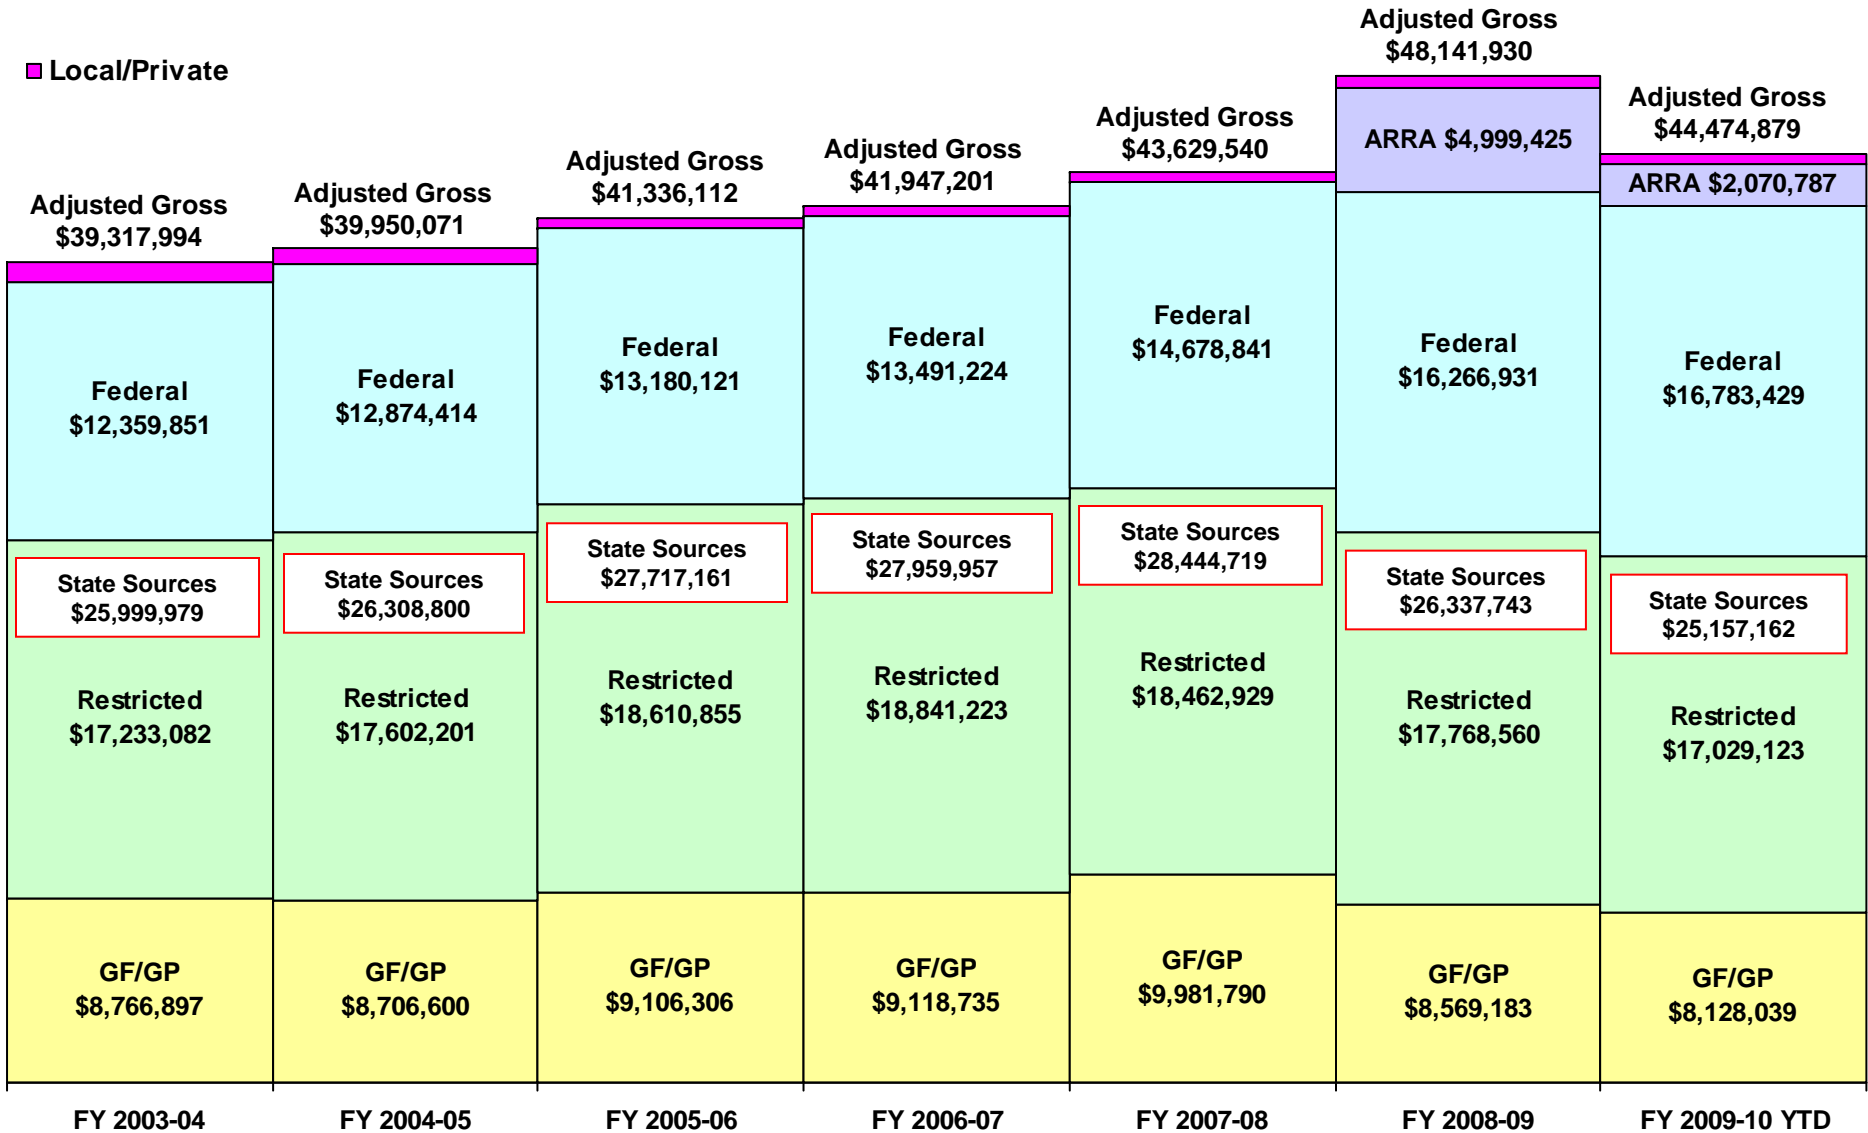 Local/Private
Adjusted Gross
$39,317,994
Federal
$12,359,851
State Sources
$25,999,979
Restricted
$17,233,082
GF/GP
$8,766,897
FY 2003-04
Adjusted Gross
$39,950,071
Federal
$12,874,414
State Sources
$26,308,800
Restricted
$17,602,201
GF/GP
$8,706,600
FY 2004-05
Adjusted Gross
$41,336,112
Federal
$13,180,121
State Sources
$27,717,161
Restricted
$18,610,855
GF/GP
$9,106,306
FY 2005-06
Adjusted Gross
$41,947,201
Federal
$13,491,224
State Sources
$27,959,957
Restricted
$18,841,223
GF/GP
$9,118,735
FY 2006-07
Adjusted Gross
$43,629,540
Federal
$14,678,841
State Sources
$28,444,719
Restricted
$18,462,929
GF/GP
$9,981,790
FY 2007-08
Adjusted Gross
$48,141,930
ARRA $4,999,425
Federal
$16,266,931
State Sources
$26,337,743
Restricted
$17,768,560
GF/GP
$8,569,183
FY 2008-09
Adjusted Gross
$44,474,879
ARRA $2,070,787
Federal
$16,783,429
State Sources
$25,157,162
Restricted
$17,029,123
GF/GP
$8,128,039
FY 2009-10 YTD